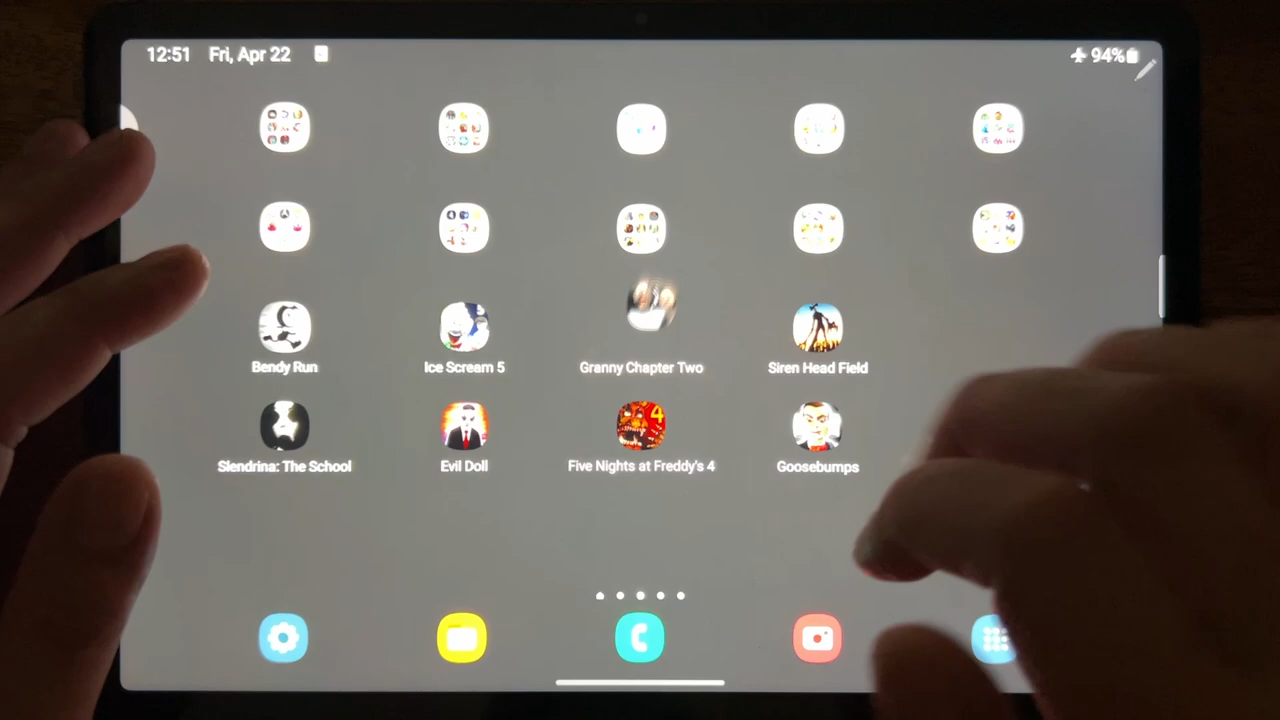 12:51 Fri, Apr 22 94%
Bendy Run Ice Scream 5 Granny Chapter Two Siren Head Field
4
Slendrina: The School Evil Doll Five Nights at Freddy's 4 Goosebumps